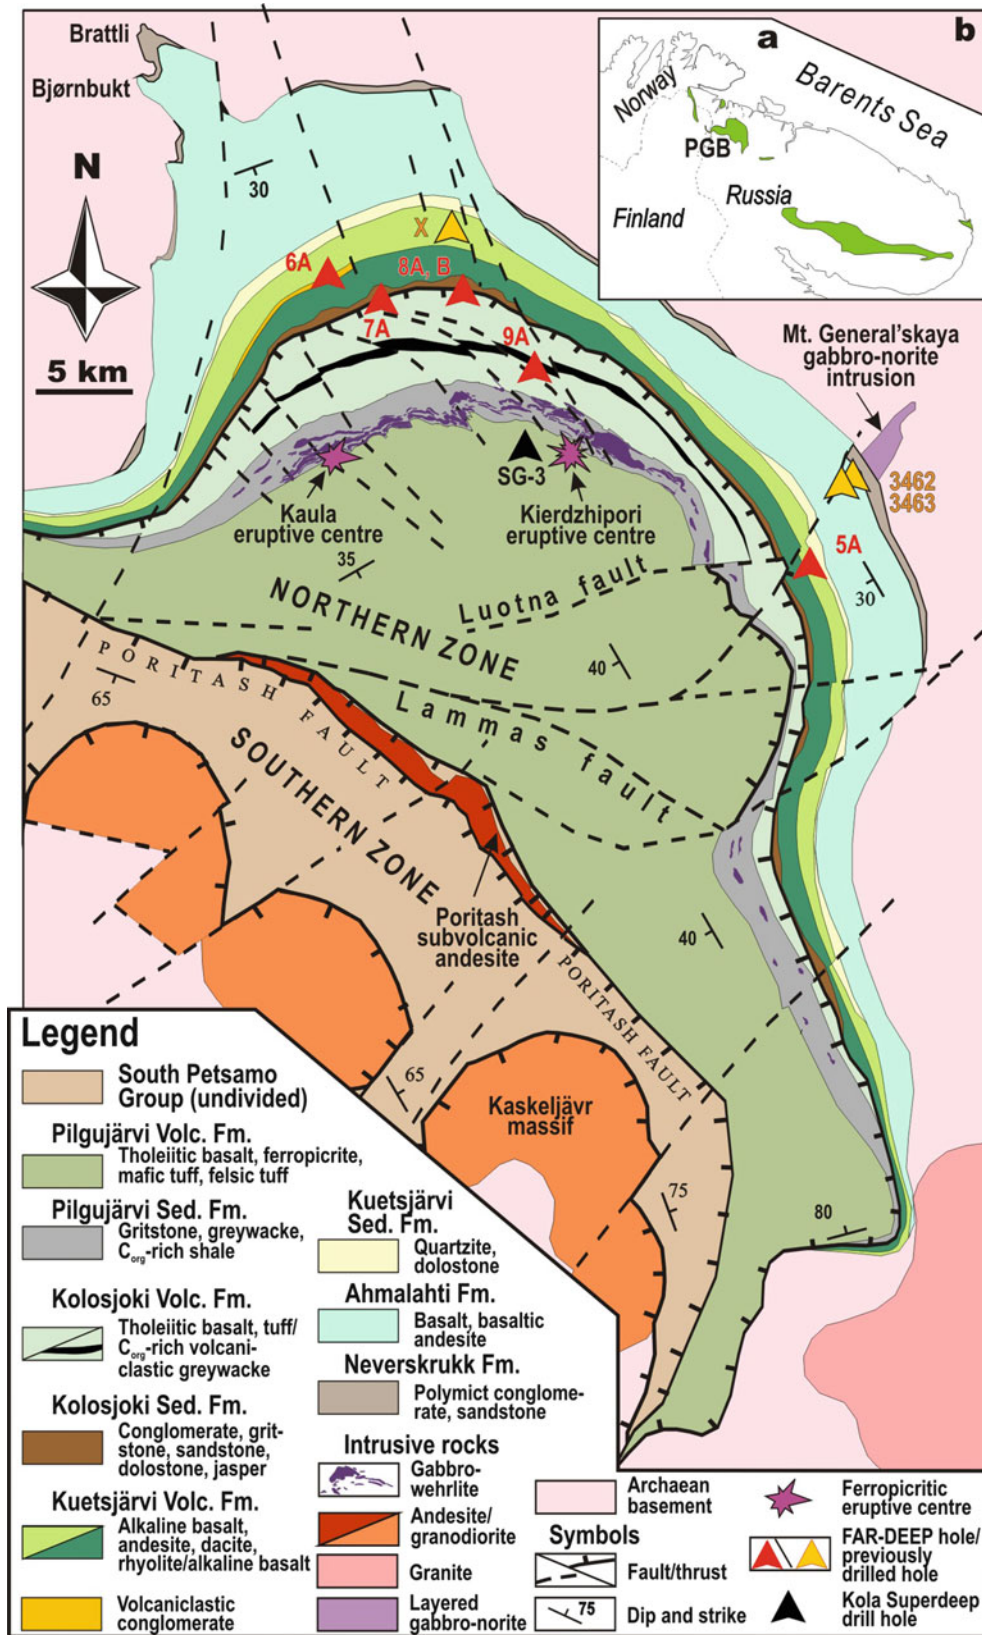 Brattli
Bjørnbukt
a
b
Norway
Barents Sea
PGB
Russia
Finland
N
5 km
30
X
6A
8A, B
7A
9A
Mt. General'skaya
gabbro-norite
intrusion
3462
3463
SG-3
Kaula
eruptive centre
Kierdzhipori
eruptive centre
5A
30
35
Luotna fault
NORTHERN ZONE
40
PORITASH FAULT
65
Lammas fault
SOUTHERN ZONE
Poritash
subvolcanic
andesite
40
PORITASH FAULT
65
Kaskeljävr
massif
75
80
Legend
South Petsamo
Group (undivided)
Pilgujärvi Volc. Fm.
Tholeiitic basalt, ferropicrite,
mafic tuff, felsic tuff
Pilgujärvi Sed. Fm.
Gritstone, greywacke,
Corg-rich shale
Kolosjoki Volc. Fm.
Tholeiitic basalt, tuff/
Corg-rich volcani-
clastic greywacke
Kolosjoki Sed. Fm.
Conglomerate, grit-
stone, sandstone,
dolostone, jasper
Kuetsjärvi Volc. Fm.
Alkaline basalt,
andesite, dacite,
rhyolite/alkaline basalt
Volcaniclastic
conglomerate
Kuetsjärvi
Sed. Fm.
Quartzite,
dolostone
Ahmalahti Fm.
Basalt, basaltic
andesite
Neverskrukk Fm.
Polymict conglome-
rate, sandstone
Intrusive rocks
Gabbro-
wehrlite
Andesite/
granodiorite
Granite
Layered
gabbro-norite
Archaean
basement
Symbols
Fault/thrust
75
Dip and strike
Ferropicritic
eruptive centre
FAR-DEEP hole/
previously
drilled hole
Kola Superdeep
drill hole